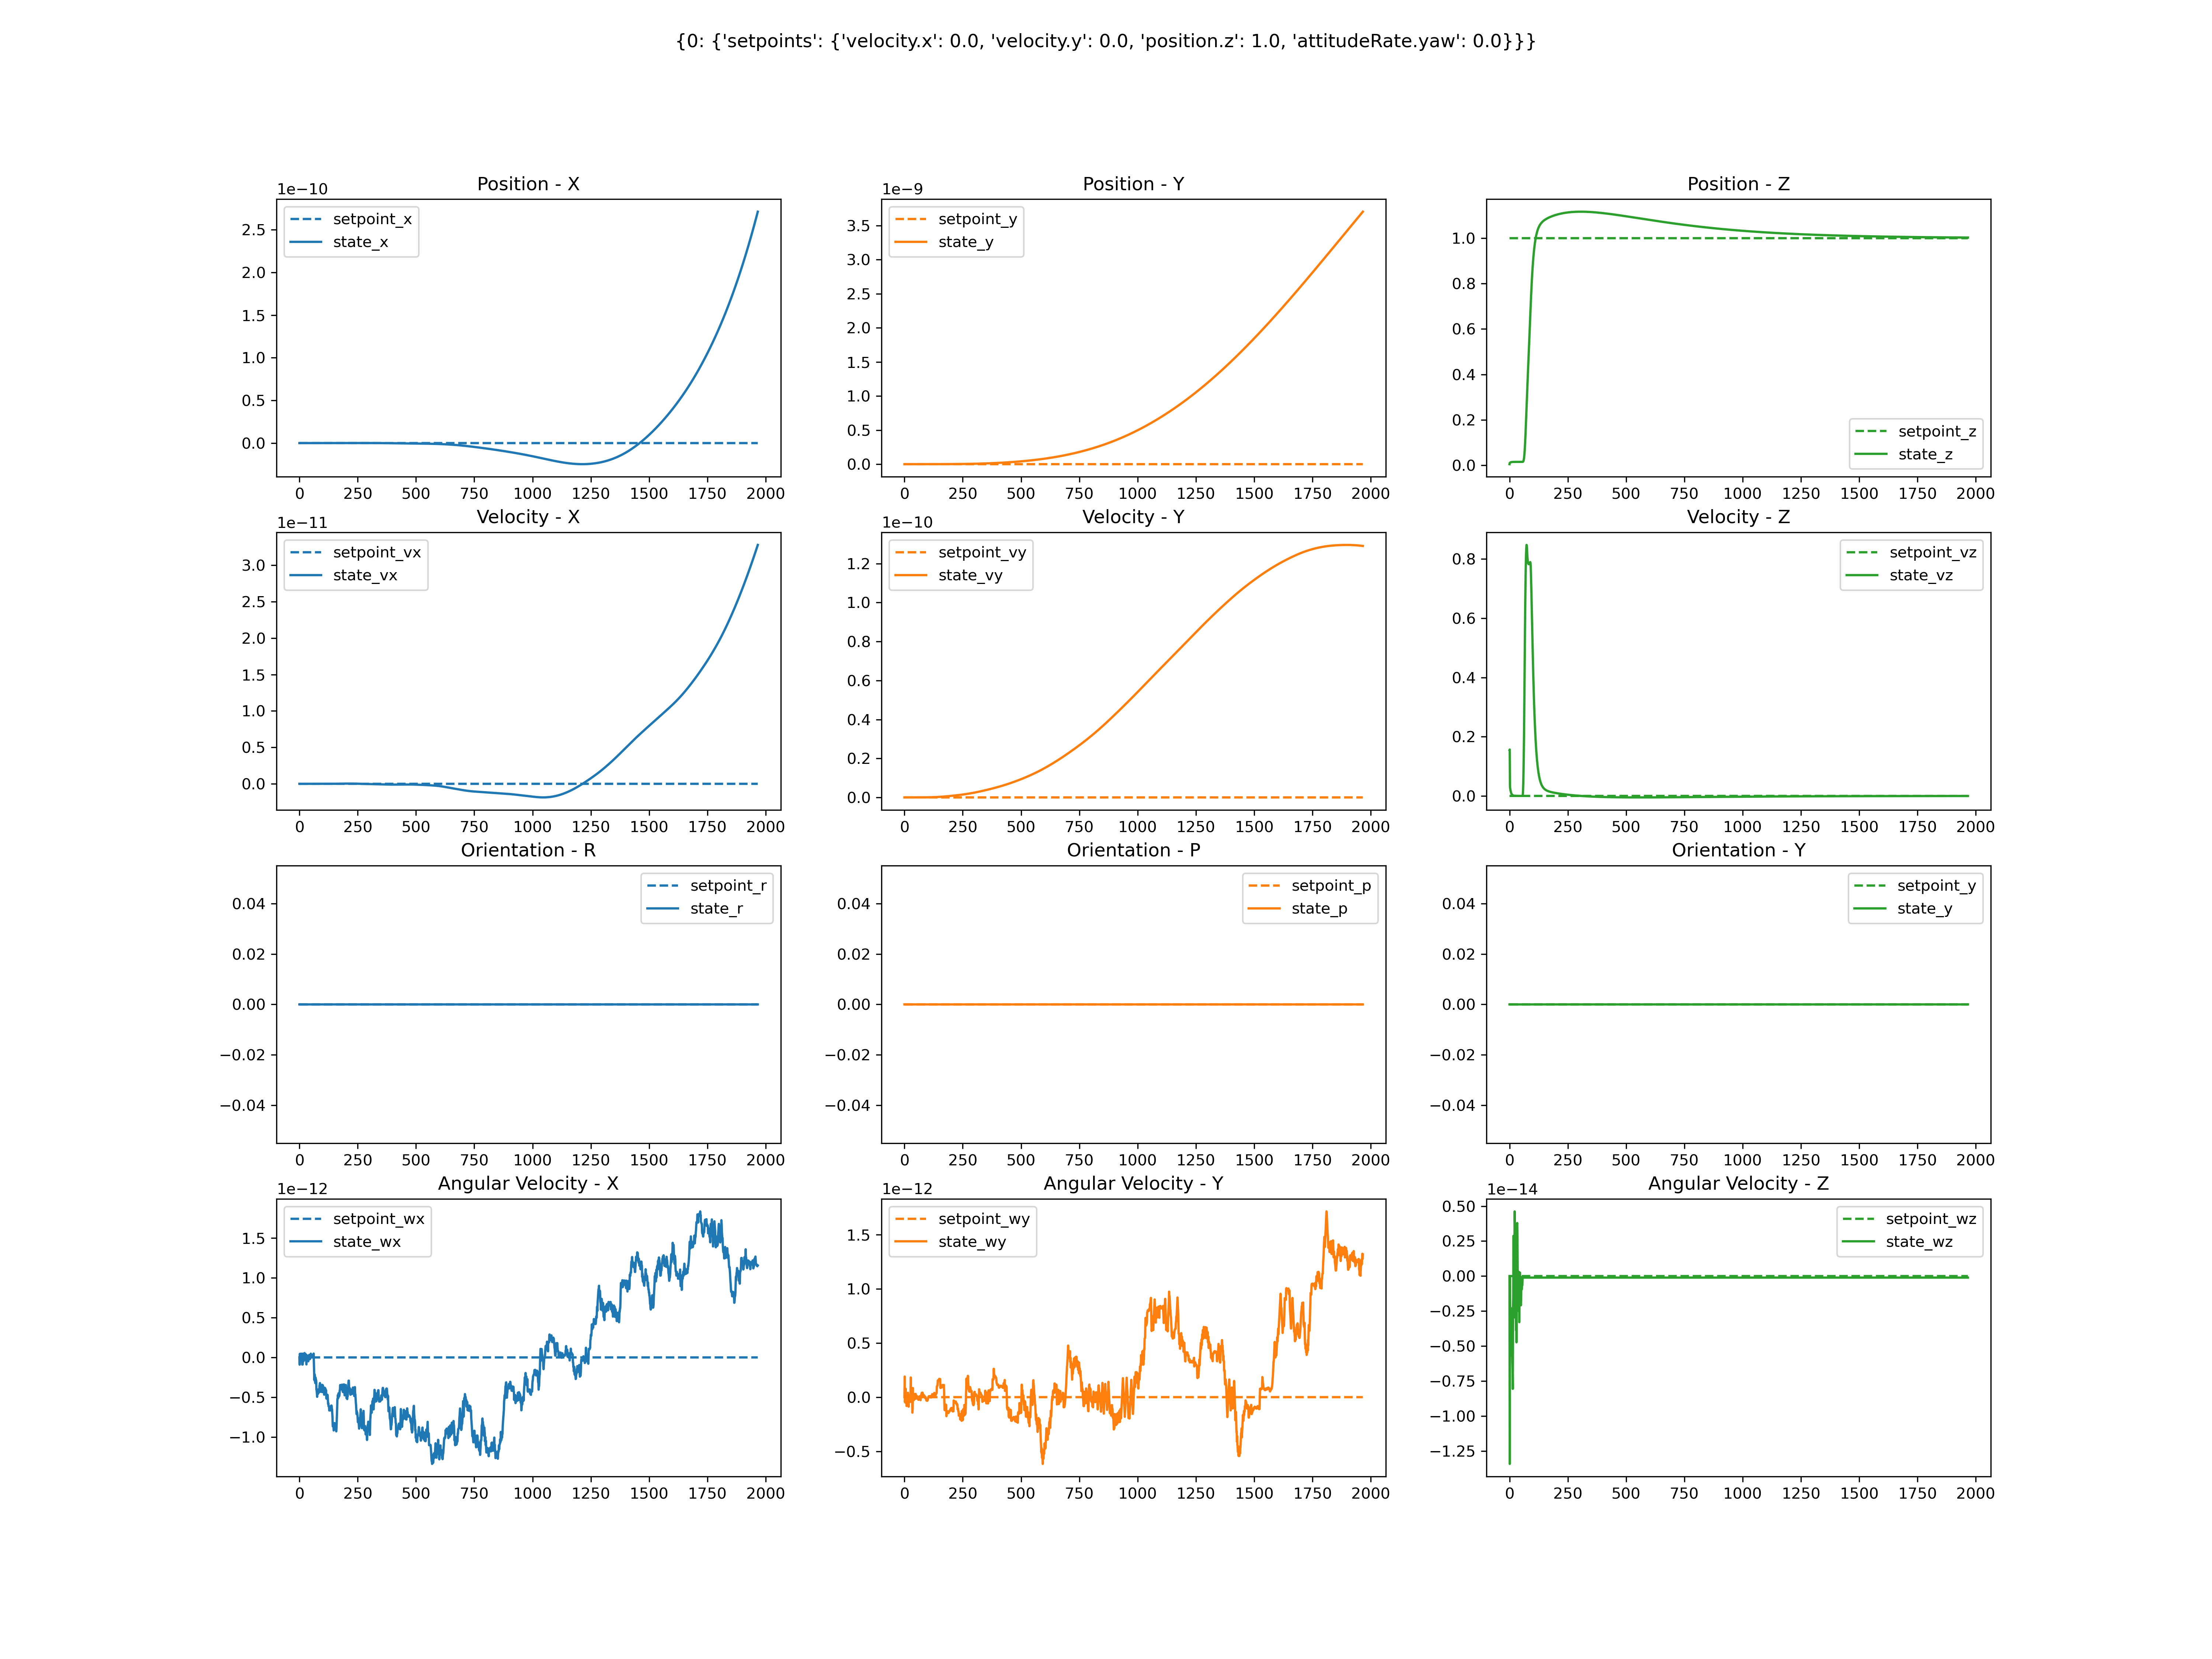 {0: {'setpoints': {'velocity.x': 0.0, 'velocity.y': 0.0, 'position.z': 1.0, 'attitudeRate.yaw': 0.0}}}
Position - X
1e−10
setpoint_x
state_x
2.5
2.0
1.5
1.0
0.5
0.0
0 250 500 750 1000 1250 1500 1750 2000
Position - Y
1e−9
setpoint_y
state_y
3.5
3.0
2.5
2.0
1.5
1.0
0.5
0.0
0 250 500 750 1000 1250 1500 1750 2000
Position - Z
1.0
0.8
0.6
0.4
0.2
0.0
setpoint_z
state_z
0 250 500 750 1000 1250 1500 1750 2000
Velocity - X
1e−11
setpoint_vx
state_vx
3.0
2.5
2.0
1.5
1.0
0.5
0.0
0 250 500 750 1000 1250 1500 1750 2000
Velocity - Y
1e−10
setpoint_vy
state_vy
1.2
1.0
0.8
0.6
0.4
0.2
0.0
0 250 500 750 1000 1250 1500 1750 2000
Velocity - Z
setpoint_vz
state_vz
0.8
0.6
0.4
0.2
0.0
0 250 500 750 1000 1250 1500 1750 2000
Orientation - R
setpoint_r
state_r
0.04
0.02
0.00
−0.02
−0.04
0 250 500 750 1000 1250 1500 1750 2000
Orientation - P
setpoint_p
state_p
0.04
0.02
0.00
−0.02
−0.04
0 250 500 750 1000 1250 1500 1750 2000
Orientation - Y
setpoint_y
state_y
0.04
0.02
0.00
−0.02
−0.04
0 250 500 750 1000 1250 1500 1750 2000
Angular Velocity - X
1e−12
setpoint_wx
state_wx
1.5
1.0
0.5
0.0
−0.5
−1.0
0 250 500 750 1000 1250 1500 1750 2000
Angular Velocity - Y
1e−12
setpoint_wy
state_wy
1.5
1.0
0.5
0.0
−0.5
0 250 500 750 1000 1250 1500 1750 2000
Angular Velocity - Z
1e−14
setpoint_wz
state_wz
0.50
0.25
0.00
−0.25
−0.50
−0.75
−1.00
−1.25
0 250 500 750 1000 1250 1500 1750 2000